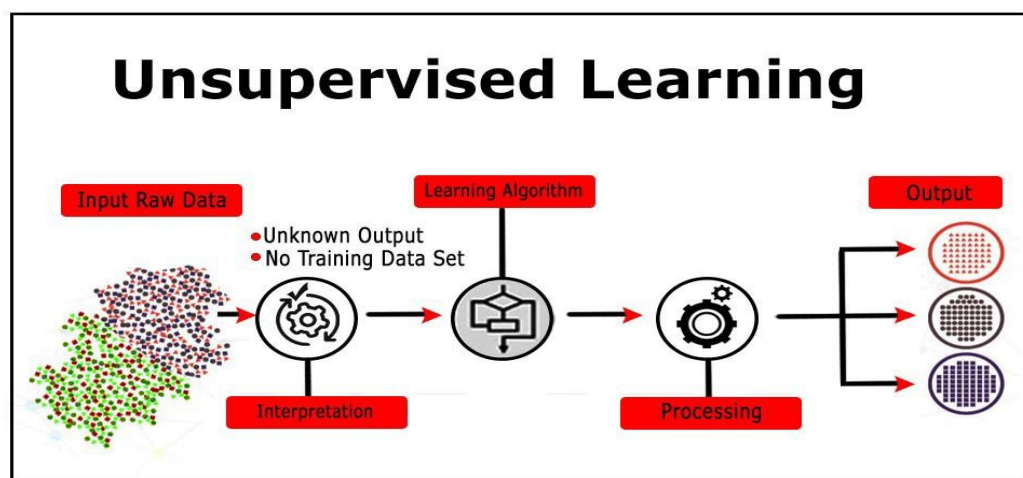 Unsupervised Learning
Input Raw Data
Learning Algorithm
Output
Unknown Output
No Training Data Set
Interpretation
Processing